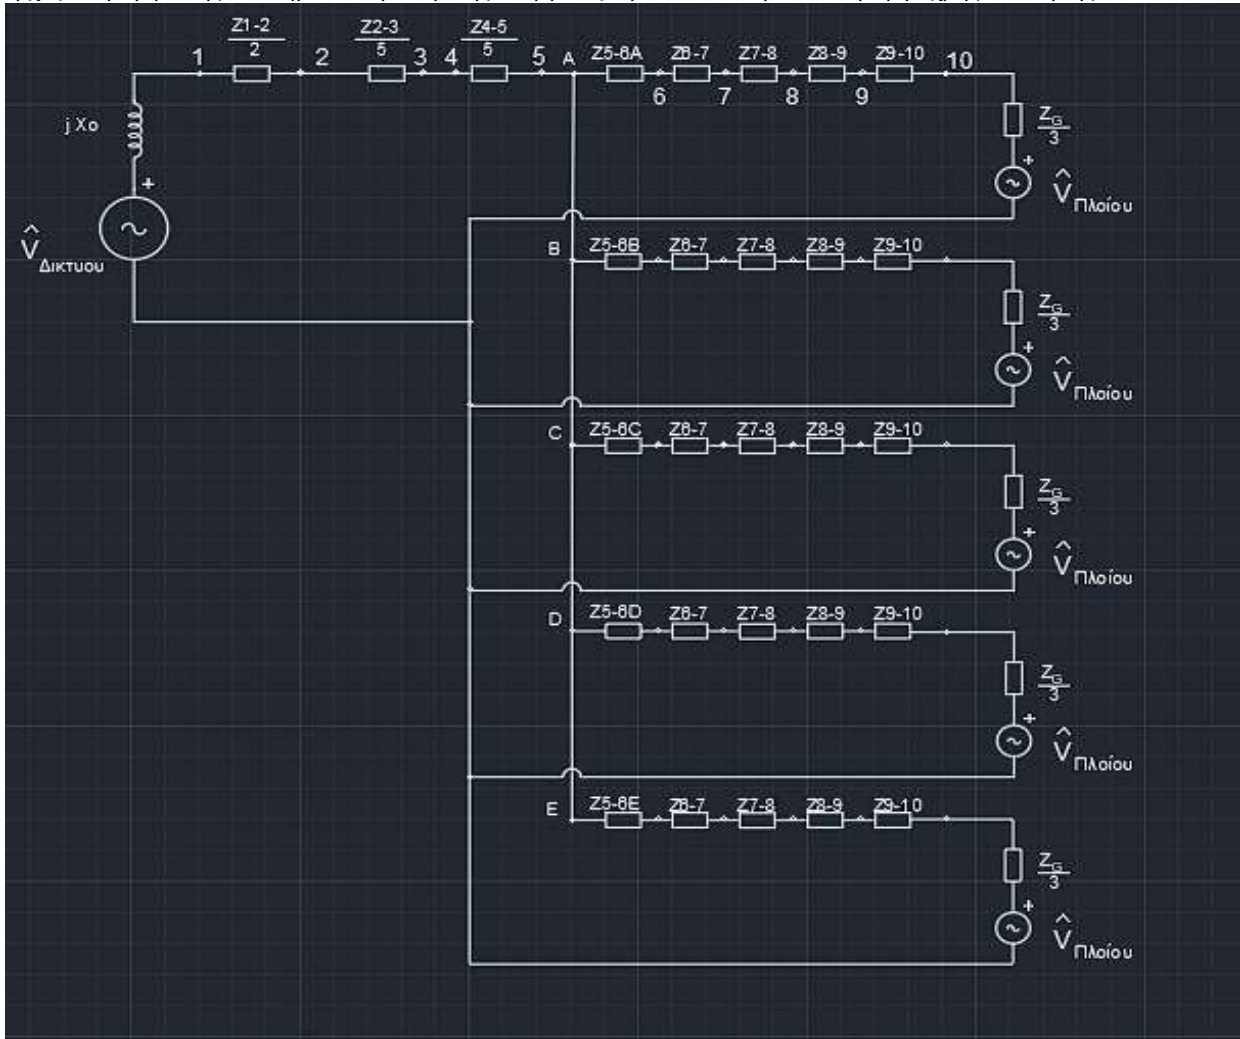 Z1-2
2
Z2-3
5
Z4-5
5
1
2
3
4
5
A
Z5-6A
Z6-7
Z7-8
Z8-9
Z9-10
10
6
7
8
9
j Xo
Z_G
3
+
V̂ Πλοίου
+
V̂ Δικτυου
B
Z5-6B
Z6-7
Z7-8
Z8-9
Z9-10
Z_G
3
+
V̂ Πλοίου
C
Z5-6C
Z6-7
Z7-8
Z8-9
Z9-10
Z_G
3
+
V̂ Πλοίου
D
Z5-6D
Z6-7
Z7-8
Z8-9
Z9-10
Z_G
3
+
V̂ Πλοίου
E
Z5-6E
Z6-7
Z7-8
Z8-9
Z9-10
Z_G
3
+
V̂ Πλοίου